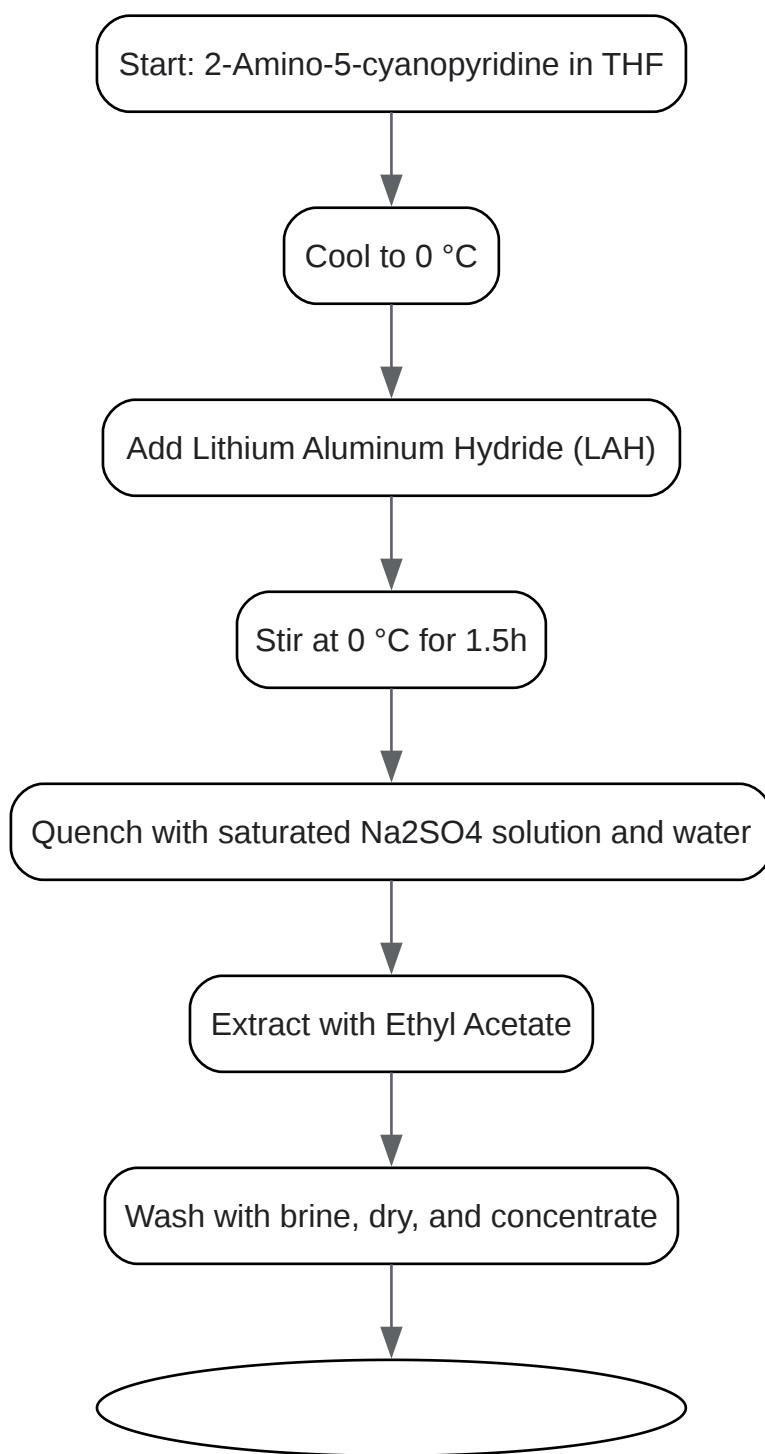 Start: 2-Amino-5-cyanopyridine in THF
Cool to 0 °C
Add Lithium Aluminum Hydride (LAH)
Stir at 0 °C for 1.5h
Quench with saturated Na2SO4 solution and water
Extract with Ethyl Acetate
Wash with brine, dry, and concentrate